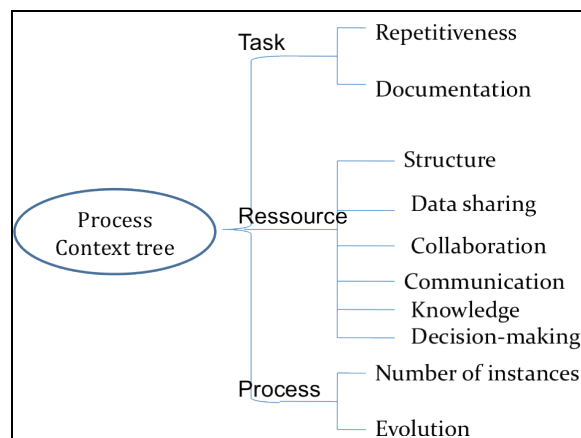 Process
Context tree
Task
Repetitiveness
Documentation
Ressource
Structure
Data sharing
Collaboration
Communication
Knowledge
Decision-making
Process
Number of instances
Evolution